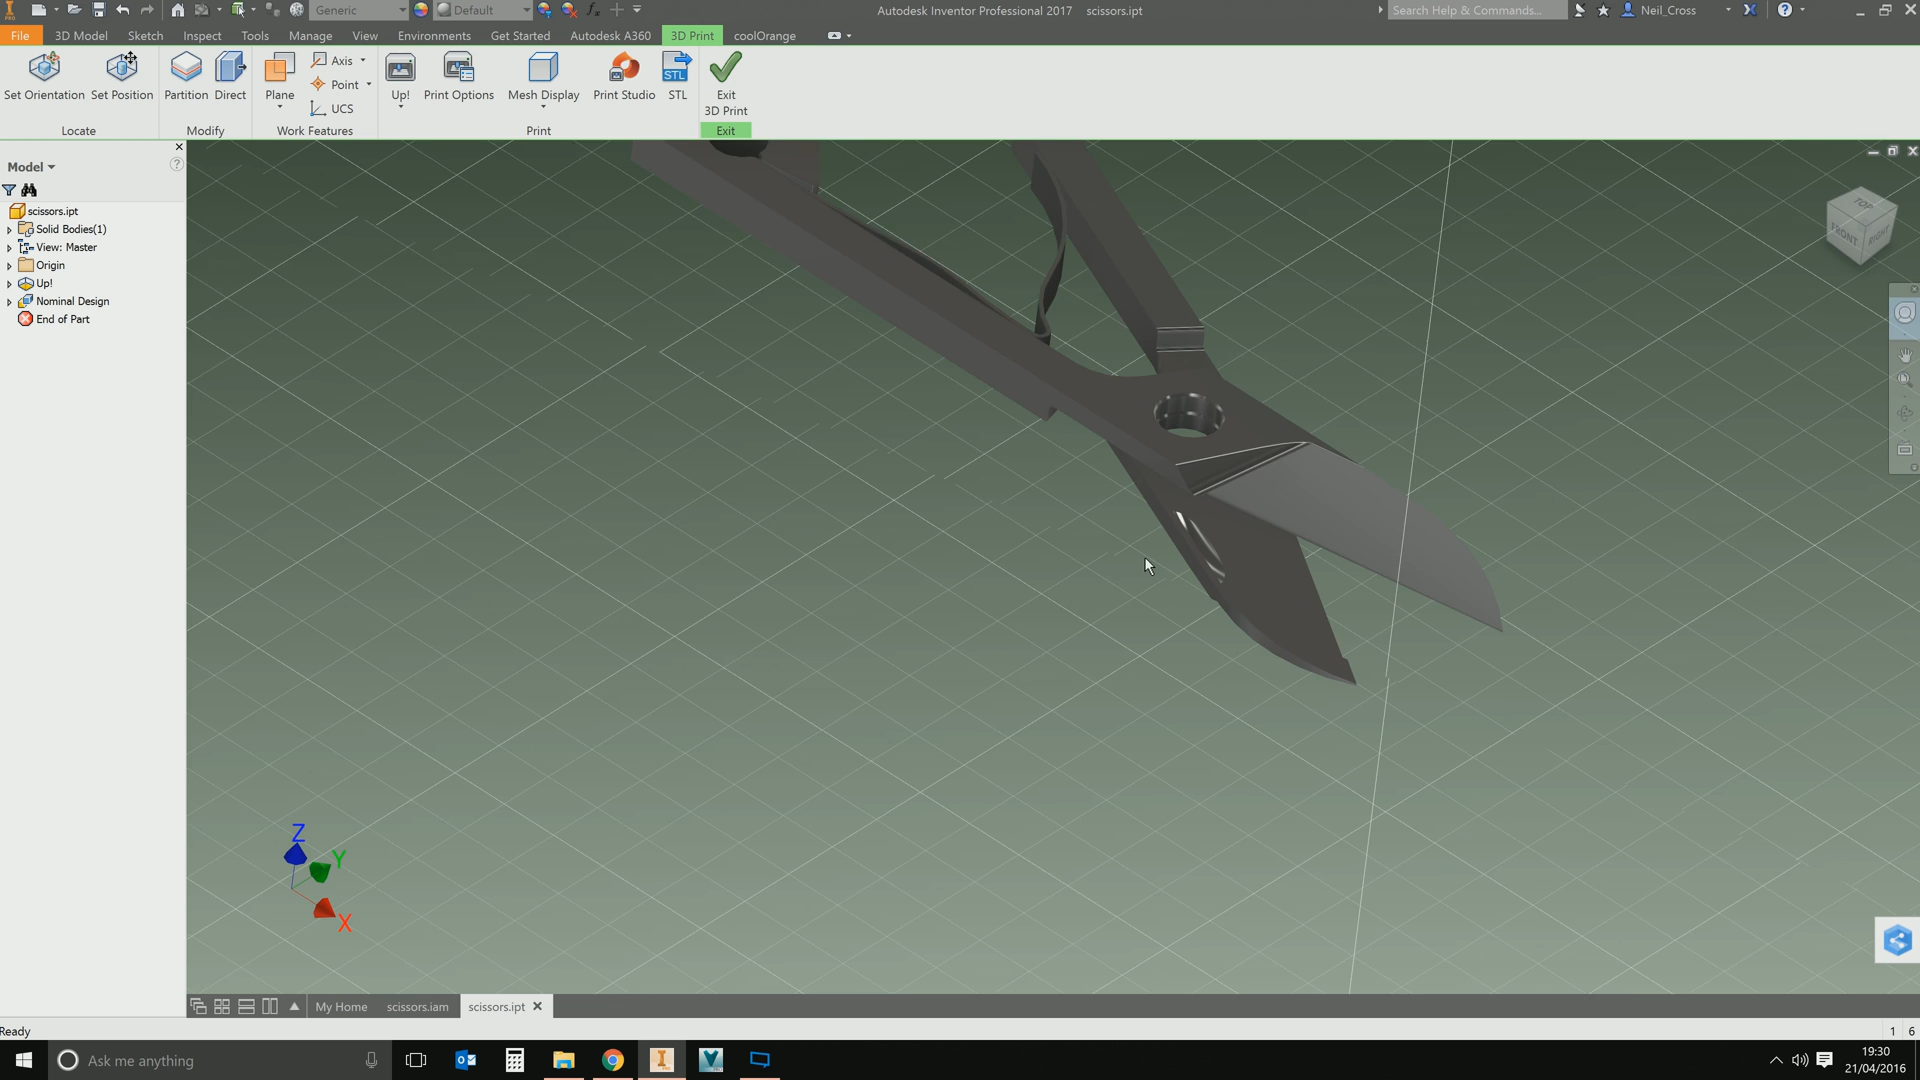 Generic
Default
Autodesk Inventor Professional 2017 scissors.ipt
Search Help & Commands...
Neil_Cross
File 3D Model Sketch Inspect Tools Manage View Environments Get Started Autodesk A360 3D Print coolOrange
Set Orientation Set Position Partition Direct Plane Axis Point UCS Up! Print Options Mesh Display Print Studio STL STL Exit 3D Print
Locate Modify Work Features Print Exit
Model
scissors.ipt
Solid Bodies(1)
View: Master
Origin
Up!
Nominal Design
End of Part
TOP
FRONT RIGHT
Z
Y
X
My Home scissors.iam scissors.ipt
Ready
1 6
Ask me anything
19:30
21/04/2016